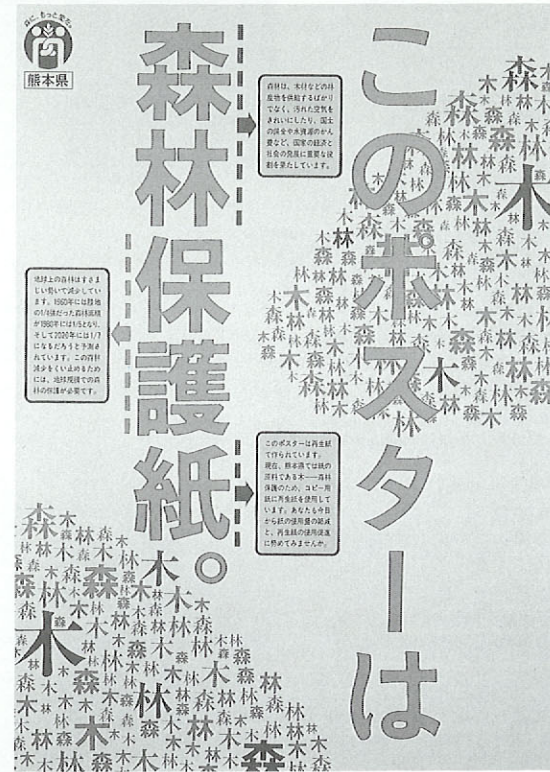 このポスターは
森林保護紙。
森に、もっと愛を。
熊本県
森林は、木材などの林
産物を供給するばかり
でなく、汚れた空気を
きれいにしたり、国土
の保全や水資源のかん
養など、国家の経済と
社会の発展に重要な役
割を果たしています。
地球上の森林はすさま
じい勢いで減少してい
ます。1960年には陸地
の1/4強だった森林面積
が1980年には1/5となり、
そして2020年には1/7
になるだろうと予測さ
れています。この森林
減少をくい止めるため
には、地球規模での森
林の保護が必要です。
このポスターは再生紙
で作られています。
現在、熊本県では紙の
原料である木——森林
保護のため、コピー用
紙に再生紙を使用して
います。あなたも今日
から紙の使用量の節減
と、再生紙の使用促進
に努めてみませんか。